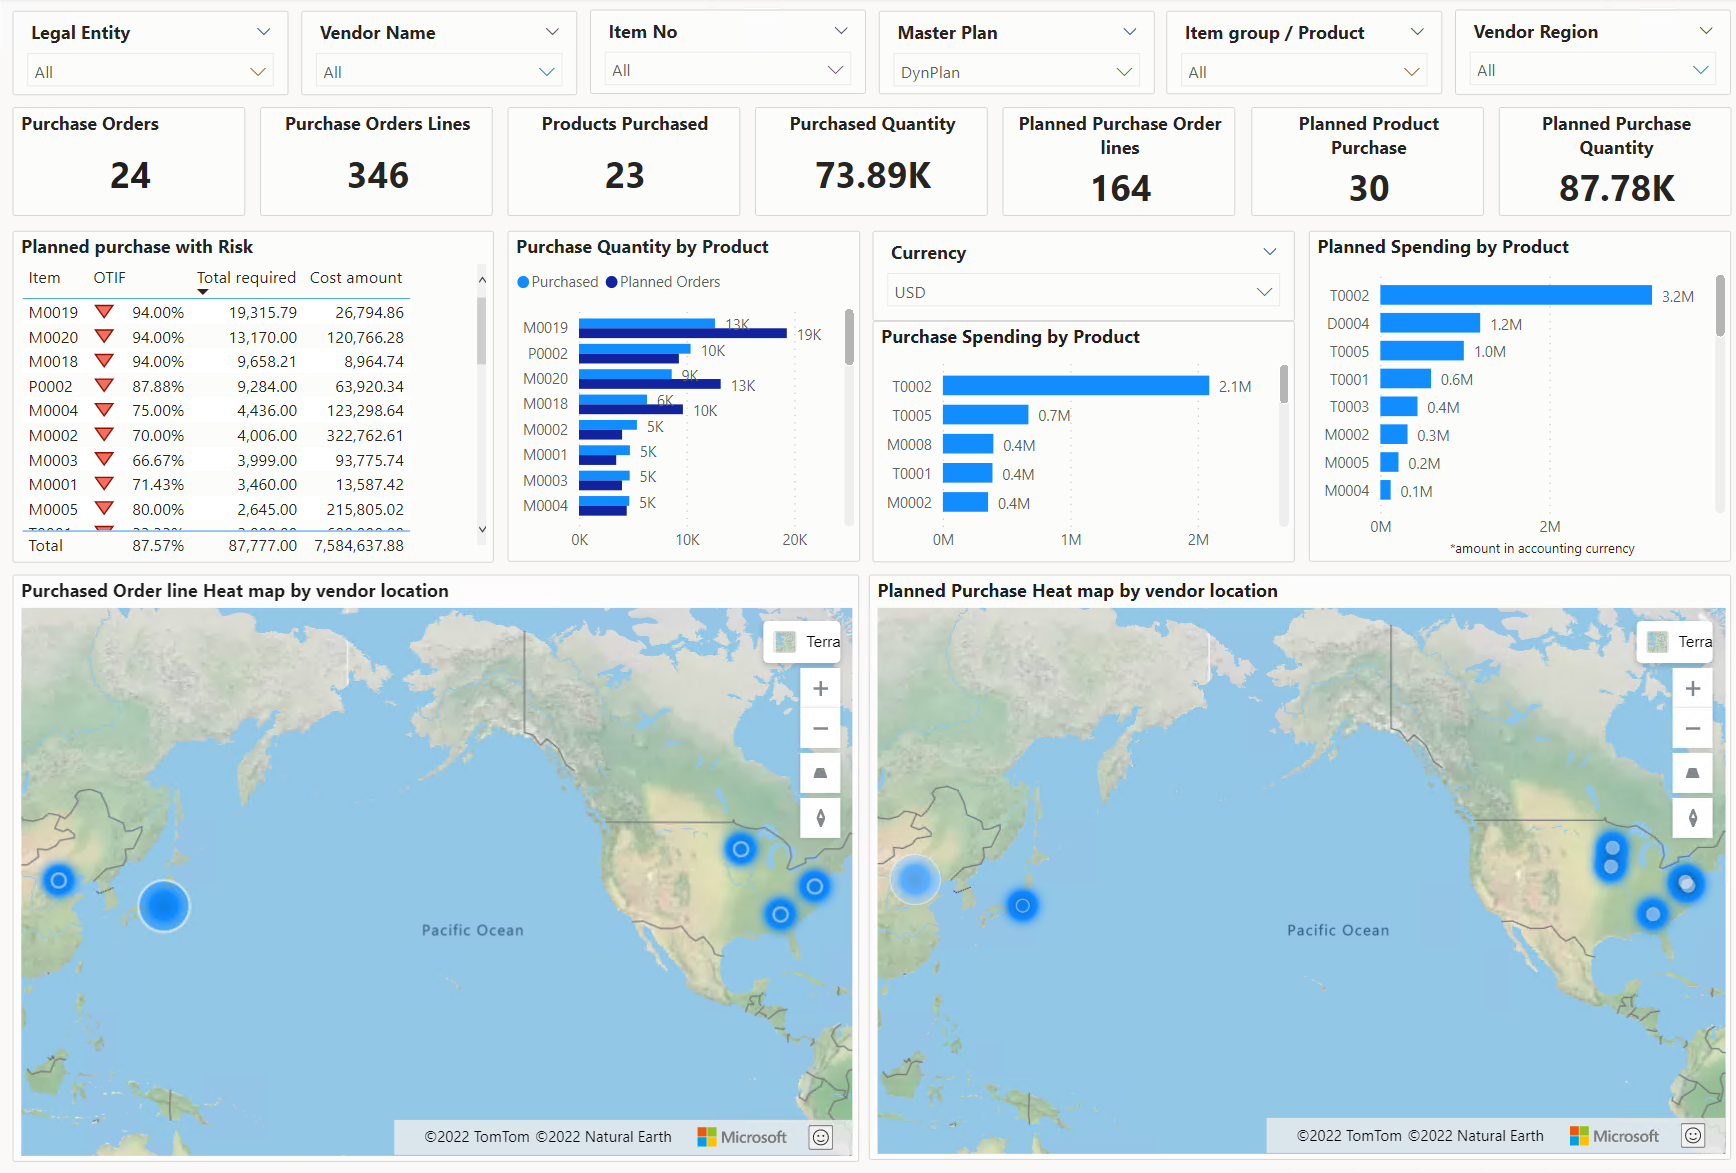 Legal Entity
All
Vendor Name
All
Item No
All
Master Plan
DynPlan
Item group / Product
All
Vendor Region
All
Purchase Orders
24
Purchase Orders Lines
346
Products Purchased
23
Purchased Quantity
73.89K
Planned Purchase Order
lines
164
Planned Product
Purchase
30
Planned Purchase
Quantity
87.78K
Planned purchase with Risk
Item OTIF Total required Cost amount
M0019 94.00% 19,315.79 26,794.86
M0020 94.00% 13,170.00 120,766.28
M0018 94.00% 9,658.21 8,964.74
P0002 87.88% 9,284.00 63,920.34
M0004 75.00% 4,436.00 123,298.64
M0002 70.00% 4,006.00 322,762.61
M0003 66.67% 3,999.00 93,775.74
M0001 71.43% 3,460.00 13,587.42
M0005 80.00% 2,645.00 215,805.02
Total 87.57% 87,777.00 7,584,637.88
Purchase Quantity by Product
Purchased Planned Orders
M0019 13K 19K
P0002 10K
M0020 9K 13K
M0018 6K 10K
M0002 5K
M0001 5K
M0003 5K
M0004 5K
0K 10K 20K
Currency
USD
Purchase Spending by Product
T0002 2.1M
T0005 0.7M
M0008 0.4M
T0001 0.4M
M0002 0.4M
0M 1M 2M
Planned Spending by Product
T0002 3.2M
D0004 1.2M
T0005 1.0M
T0001 0.6M
T0003 0.4M
M0002 0.3M
M0005 0.2M
M0004 0.1M
0M 2M
*amount in accounting currency
Purchased Order line Heat map by vendor location
Terra
Pacific Ocean
©2022 TomTom ©2022 Natural Earth Microsoft
Planned Purchase Heat map by vendor location
Terra
Pacific Ocean
©2022 TomTom ©2022 Natural Earth Microsoft